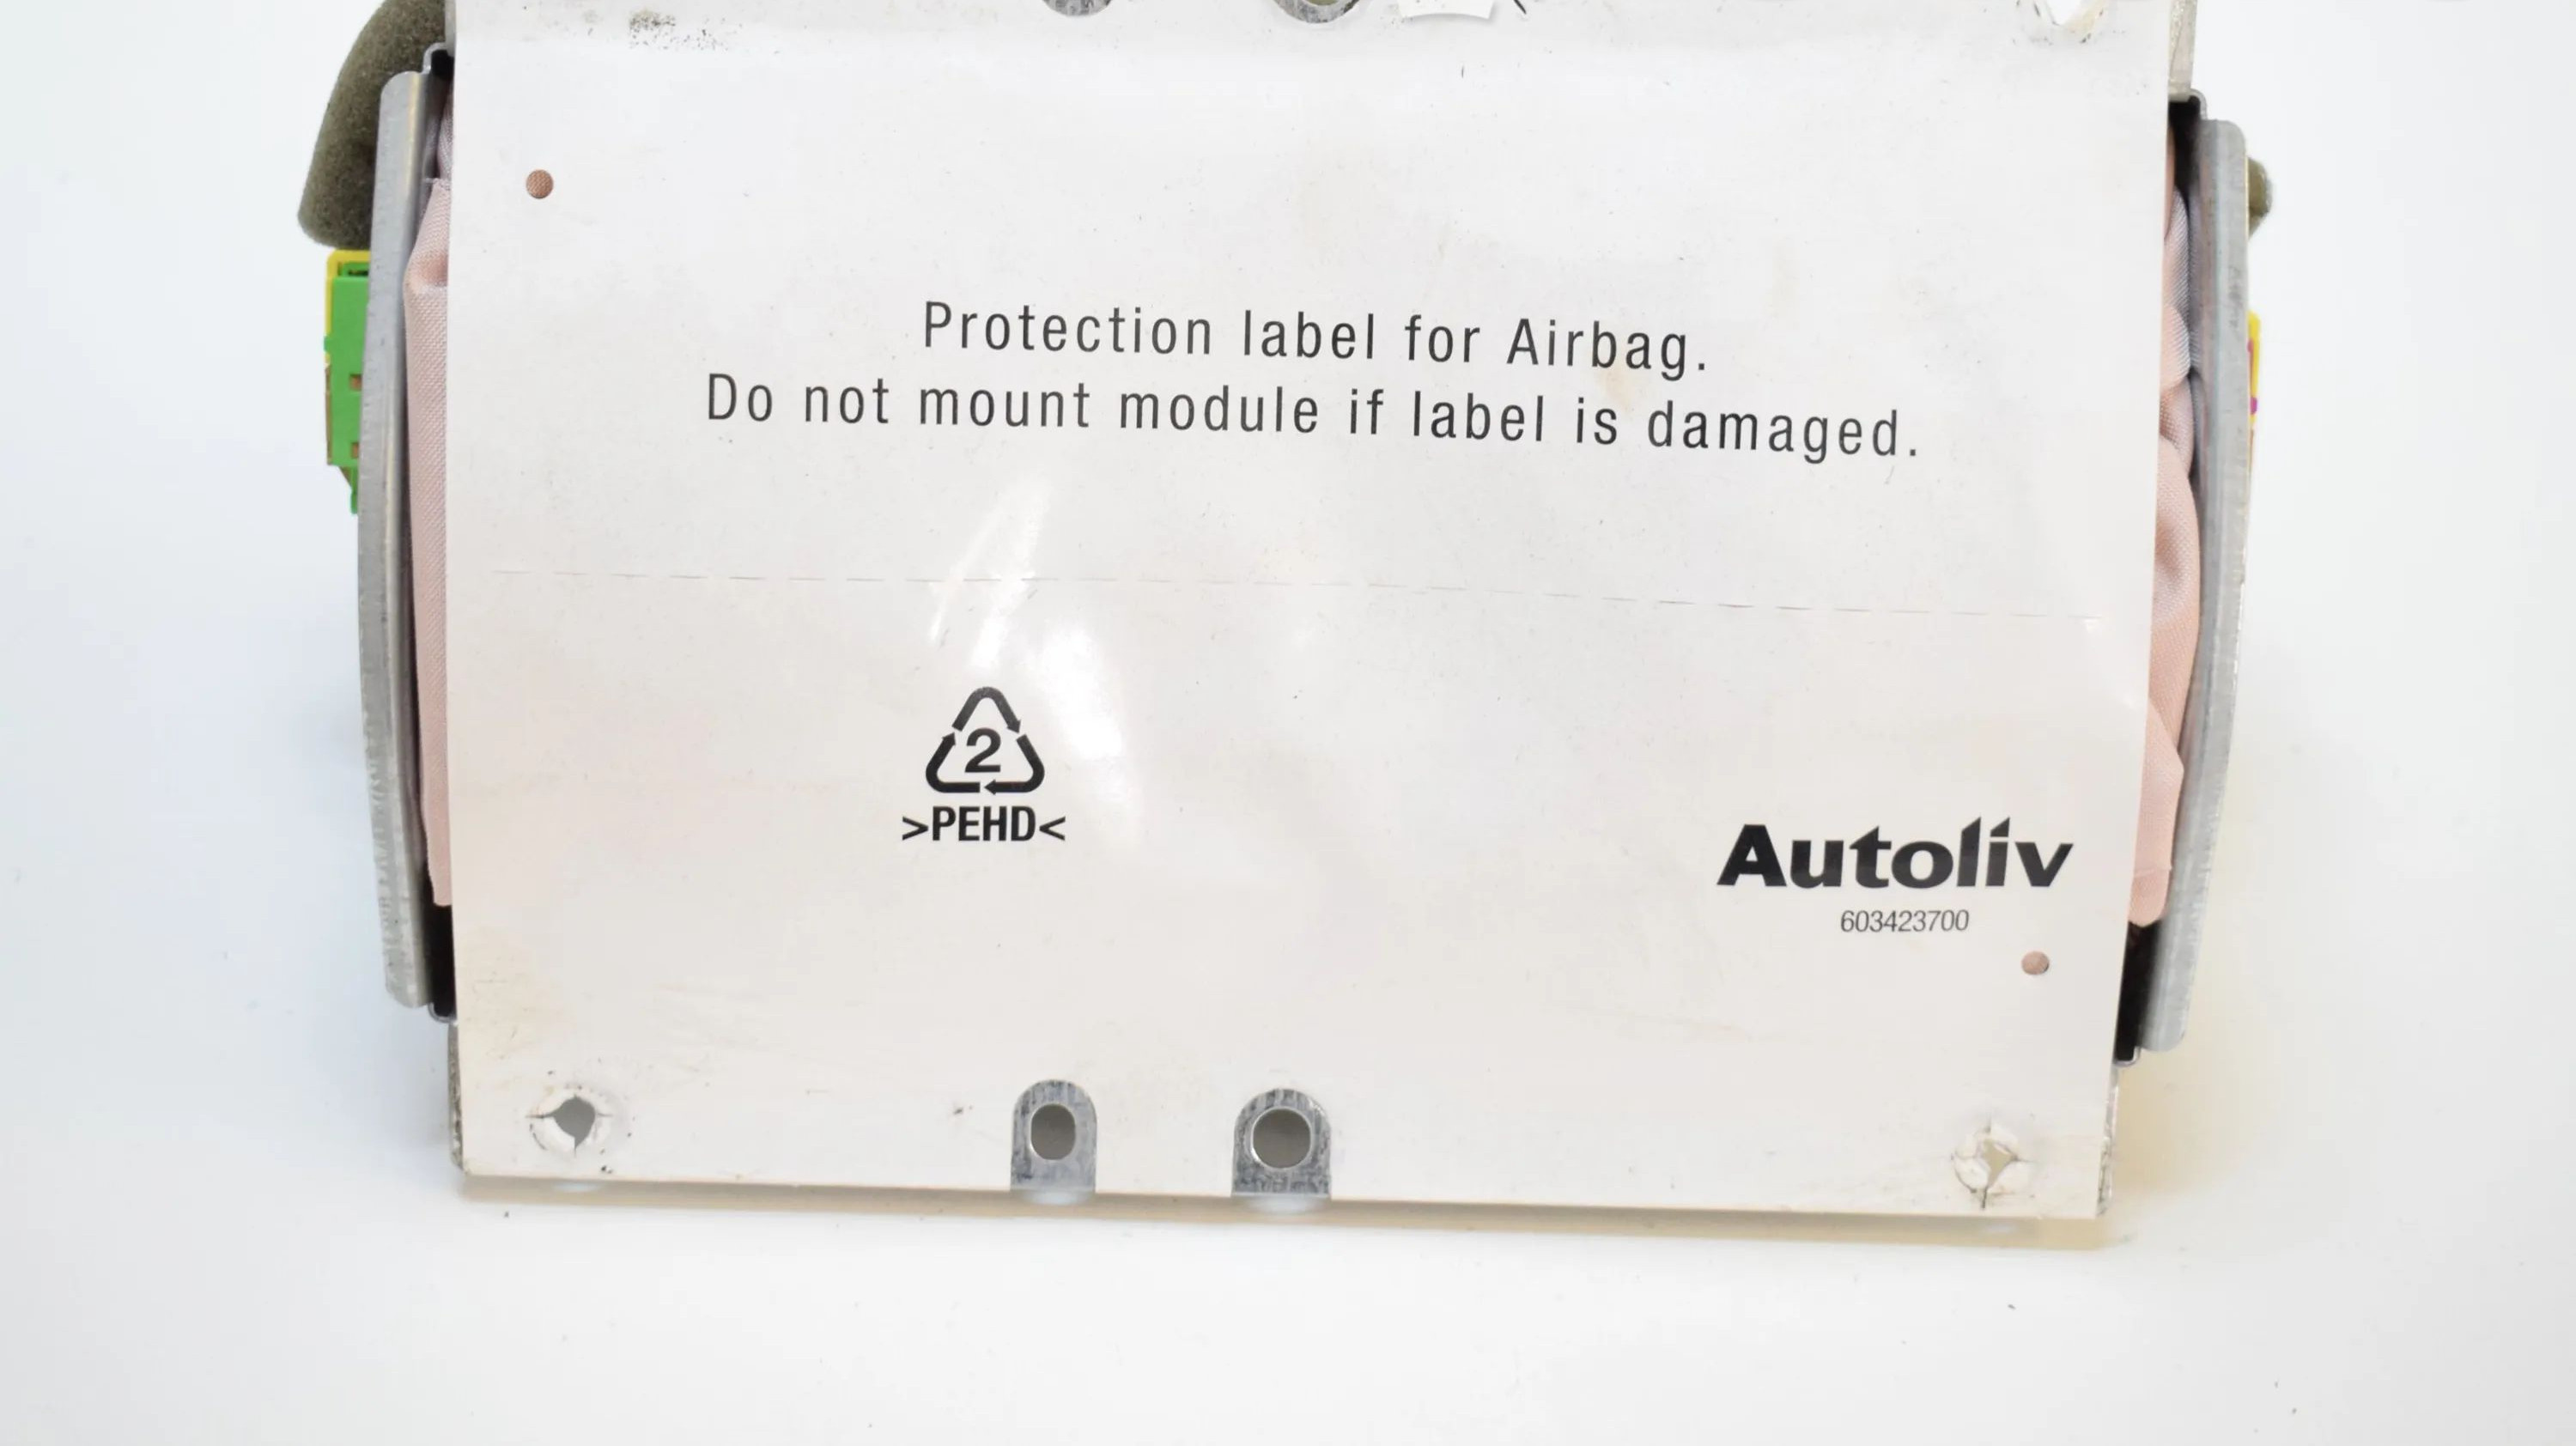 Protection label for Airbag.
Do not mount module if label is damaged.
2
>PEHD<
Autoliv
603423700